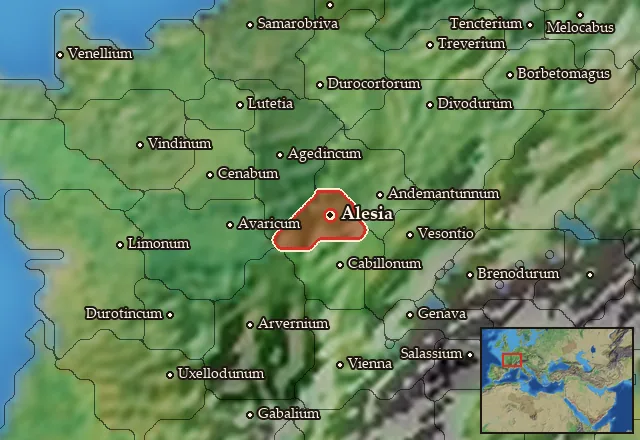 Samarobriva
Tencterium
Melocabus
Venellium
Treverium
Borbetomagus
Durocortorum
Lutetia
Divodurum
Vindinum
Agedincum
Cenabum
Andemantunnum
Alesia
Avaricum
Vesontio
Limonum
Cabillonum
Brenodurum
Durotincum
Arvernium
Genava
Salassium
Vienna
Uxellodunum
Gabalium